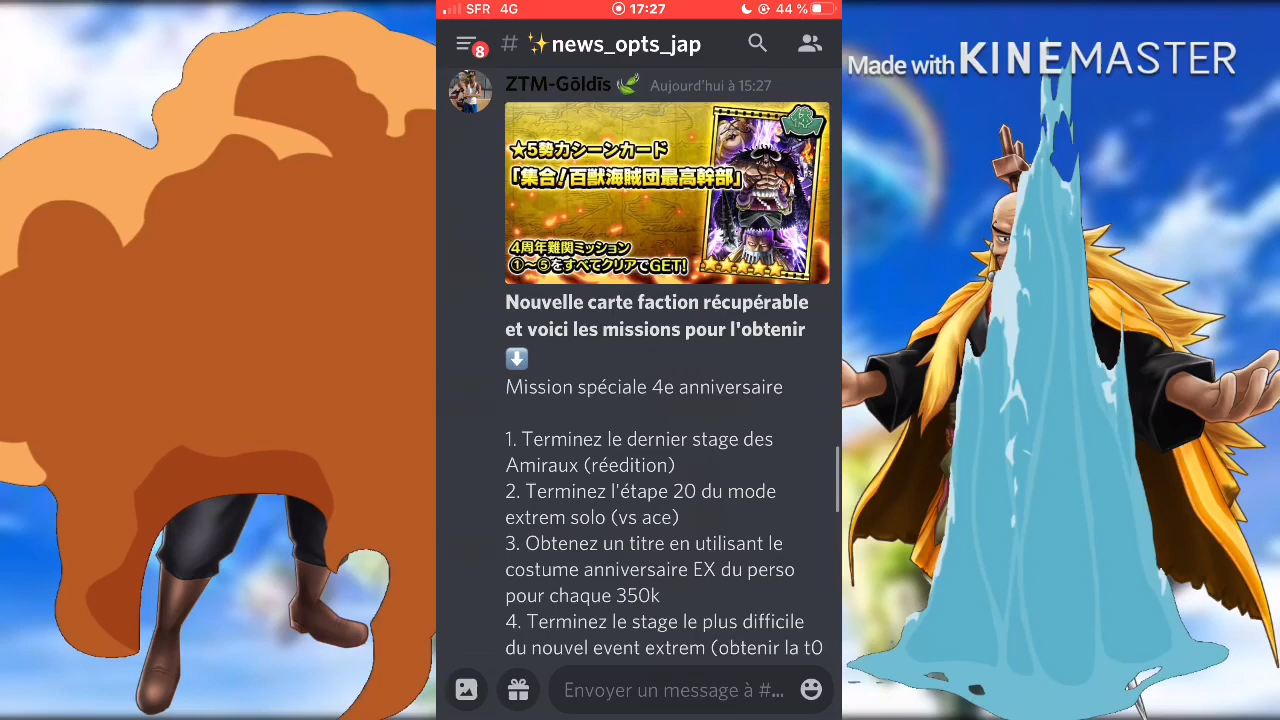 SFR 4G 17:27 44 %
8 # ✨news_opts_jap
Made with KINEMASTER
ZTM-Gōldīs 🍃 Aujourd'hui à 15:27
★5勢力シーンカード
「集合!百獣海賊団最高幹部」
4周年難関ミッション
①~⑤をすべてクリアでGET!
Nouvelle carte faction récupérable
et voici les missions pour l'obtenir
⬇️
Mission spéciale 4e anniversaire
1. Terminez le dernier stage des
Amiraux (réedition)
2. Terminez l'étape 20 du mode
extrem solo (vs ace)
3. Obtenez un titre en utilisant le
costume anniversaire EX du perso
pour chaque 350k
4. Terminez le stage le plus difficile
du nouvel event extrem (obtenir la t0
Envoyer un message à #...